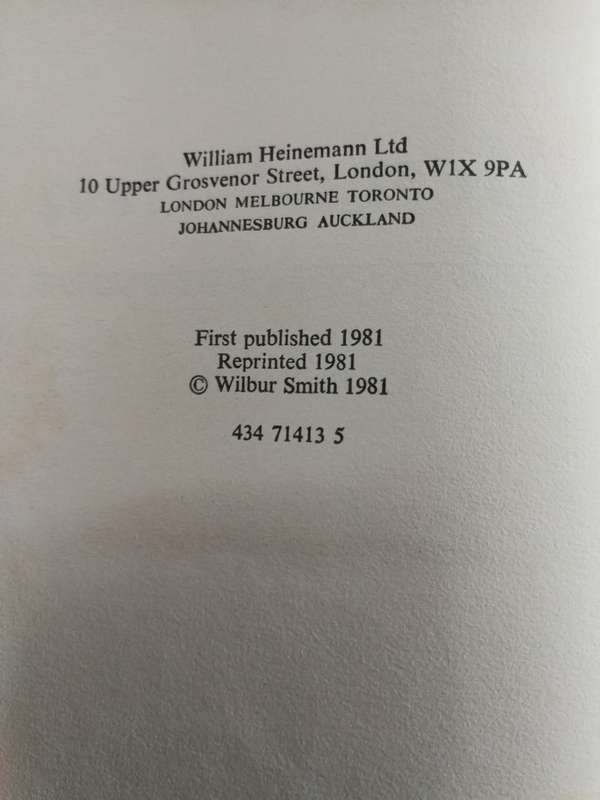 William Heinemann Ltd
10 Upper Grosvenor Street, London, W1X 9PA
LONDON MELBOURNE TORONTO
JOHANNESBURG AUCKLAND
First published 1981
Reprinted 1981
© Wilbur Smith 1981
434 71413 5